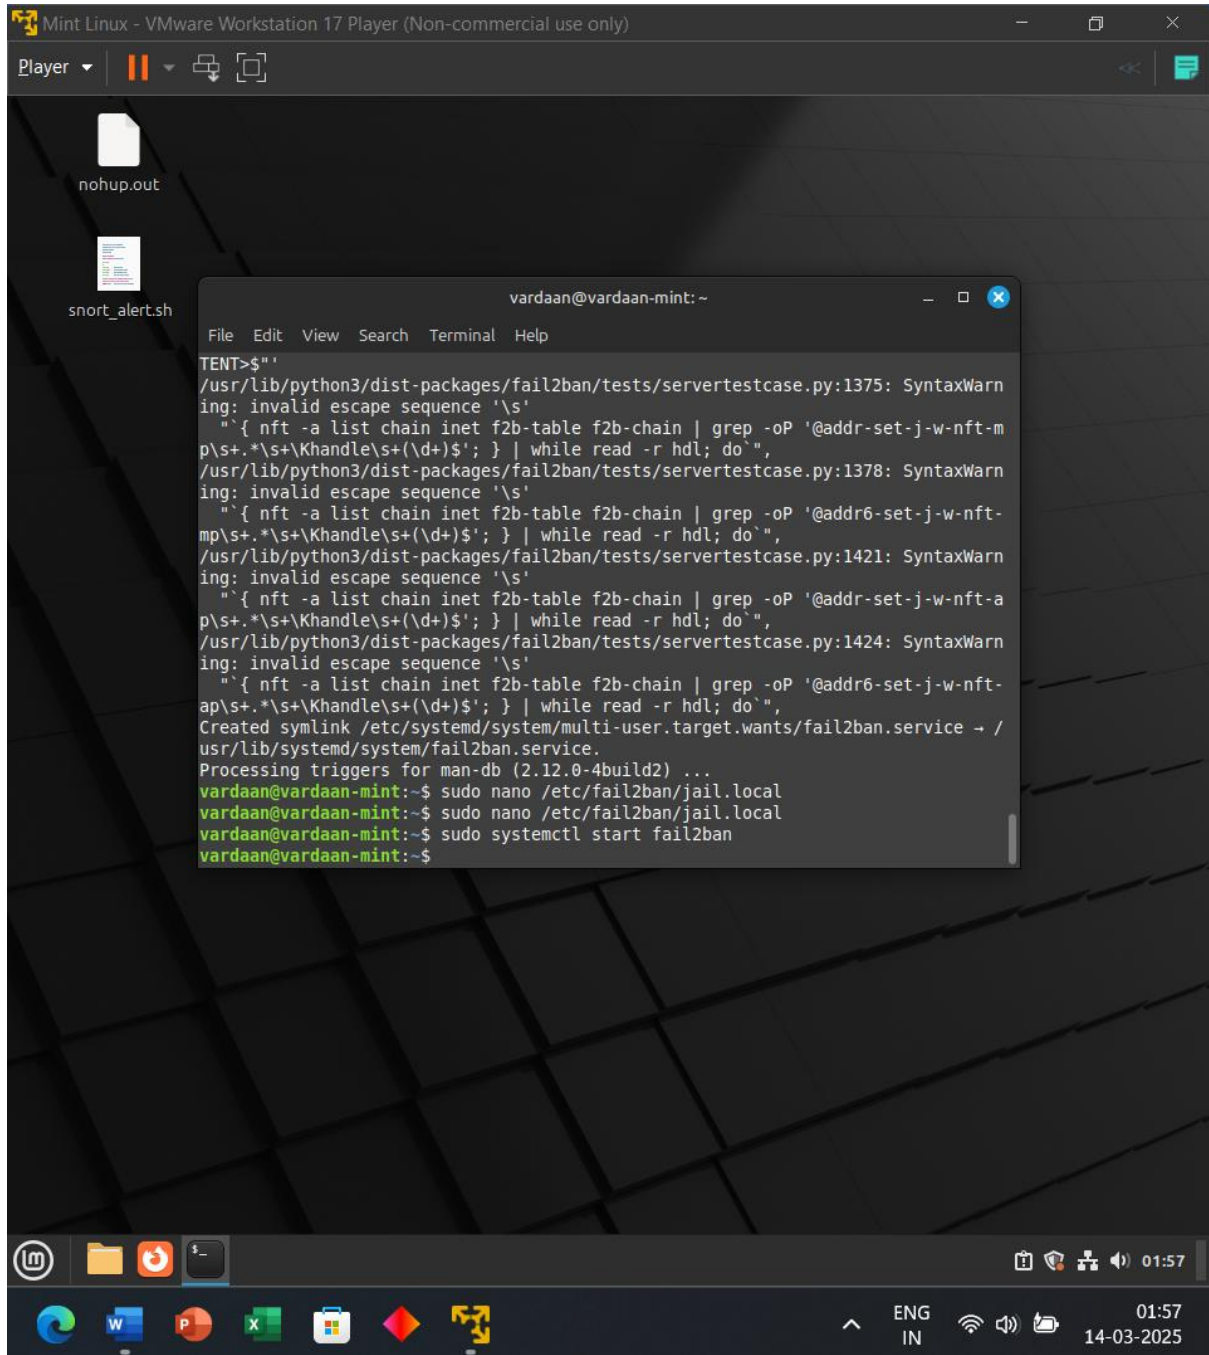 Mint Linux - VMware Workstation 17 Player (Non-commercial use only)
Player
nohup.out
snort_alert.sh
vardaan@vardaan-mint: ~
File Edit View Search Terminal Help
TENT>$"'
/usr/lib/python3/dist-packages/fail2ban/tests/servertestcase.py:1375: SyntaxWarn
ing: invalid escape sequence '\s'
  "`{ nft -a list chain inet f2b-table f2b-chain | grep -oP '@addr-set-j-w-nft-m
p\s+.*\s+\Khandle\s+(\d+)$'; } | while read -r hdl; do`",
/usr/lib/python3/dist-packages/fail2ban/tests/servertestcase.py:1378: SyntaxWarn
ing: invalid escape sequence '\s'
  "`{ nft -a list chain inet f2b-table f2b-chain | grep -oP '@addr6-set-j-w-nft-
mp\s+.*\s+\Khandle\s+(\d+)$'; } | while read -r hdl; do`",
/usr/lib/python3/dist-packages/fail2ban/tests/servertestcase.py:1421: SyntaxWarn
ing: invalid escape sequence '\s'
  "`{ nft -a list chain inet f2b-table f2b-chain | grep -oP '@addr-set-j-w-nft-a
p\s+.*\s+\Khandle\s+(\d+)$'; } | while read -r hdl; do`",
/usr/lib/python3/dist-packages/fail2ban/tests/servertestcase.py:1424: SyntaxWarn
ing: invalid escape sequence '\s'
  "`{ nft -a list chain inet f2b-table f2b-chain | grep -oP '@addr6-set-j-w-nft-
ap\s+.*\s+\Khandle\s+(\d+)$'; } | while read -r hdl; do`",
Created symlink /etc/systemd/system/multi-user.target.wants/fail2ban.service → /
usr/lib/systemd/system/fail2ban.service.
Processing triggers for man-db (2.12.0-4build2) ...
vardaan@vardaan-mint:~$ sudo nano /etc/fail2ban/jail.local
vardaan@vardaan-mint:~$ sudo nano /etc/fail2ban/jail.local
vardaan@vardaan-mint:~$ sudo systemctl start fail2ban
vardaan@vardaan-mint:~$
01:57
ENG
IN
01:57
14-03-2025